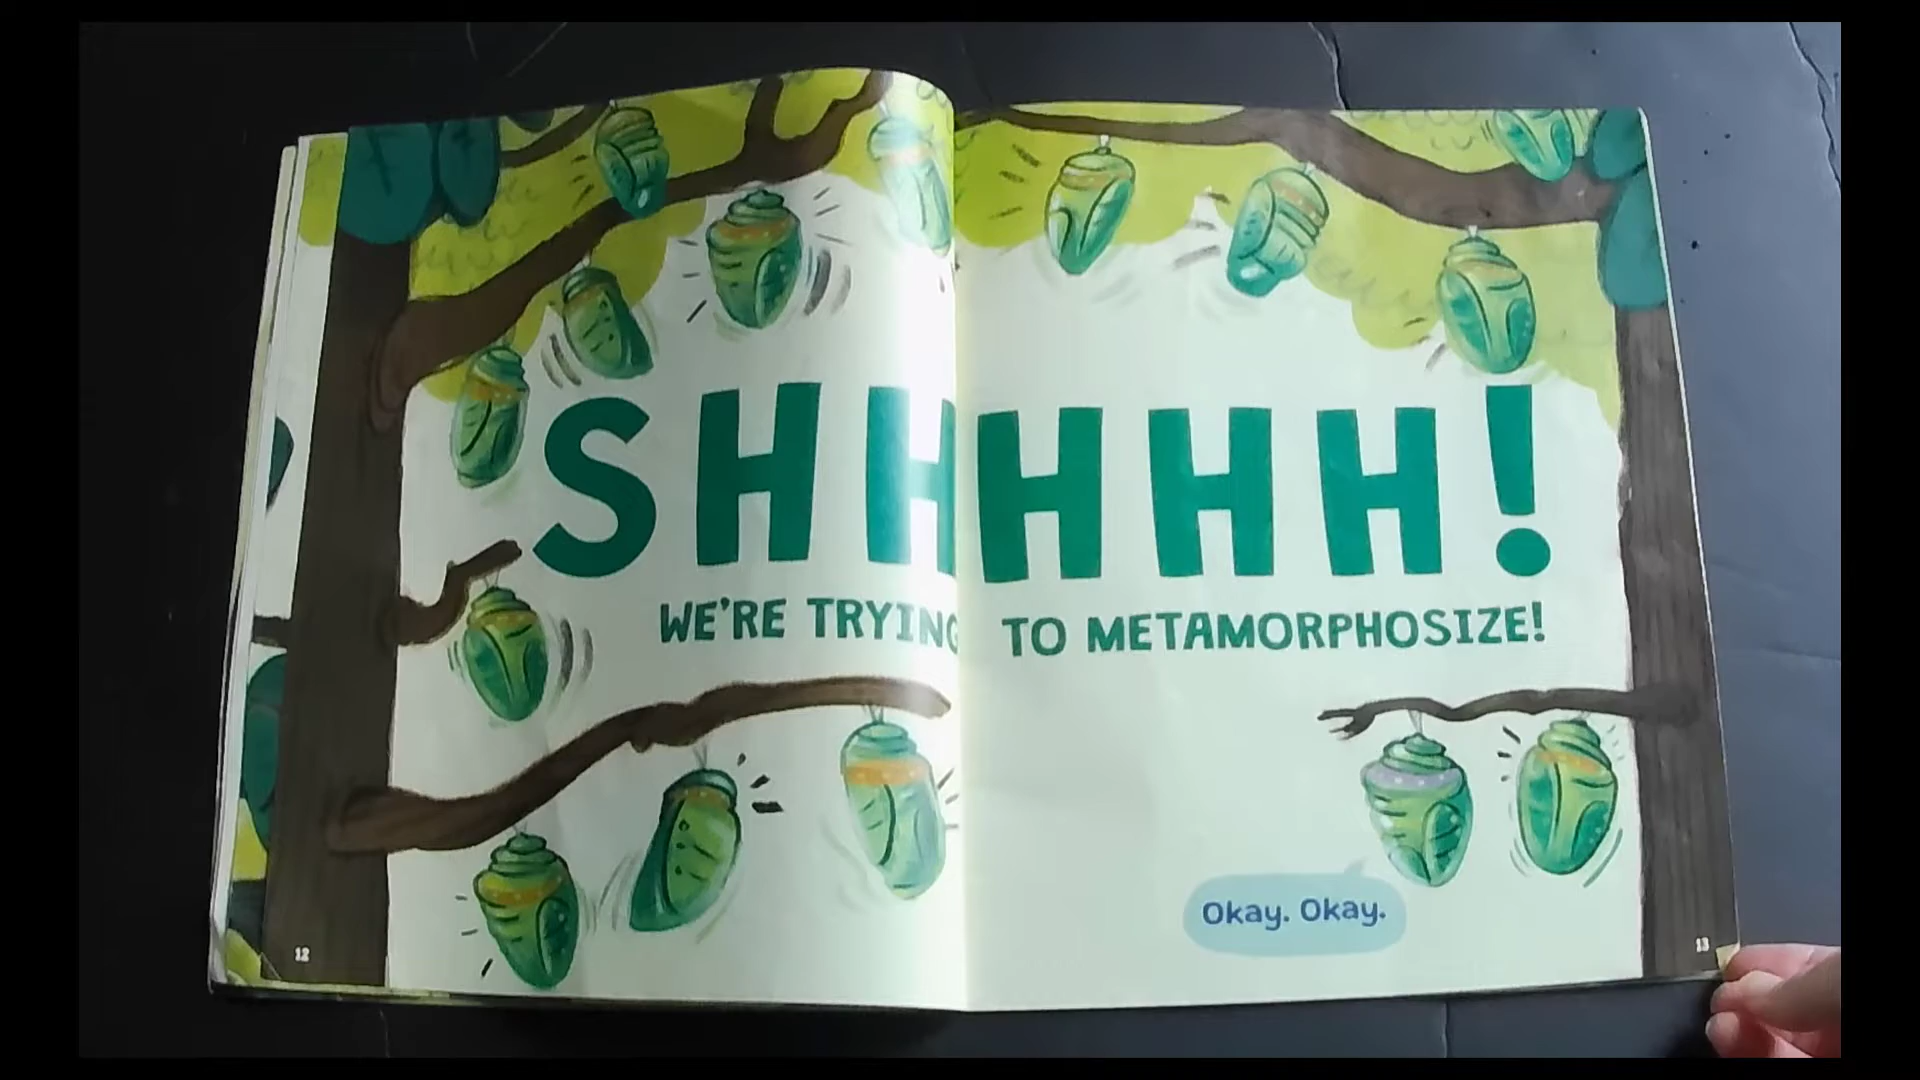 SHHHHH!
WE'RE TRYING TO METAMORPHOSIZE!
Okay. Okay.
12
13